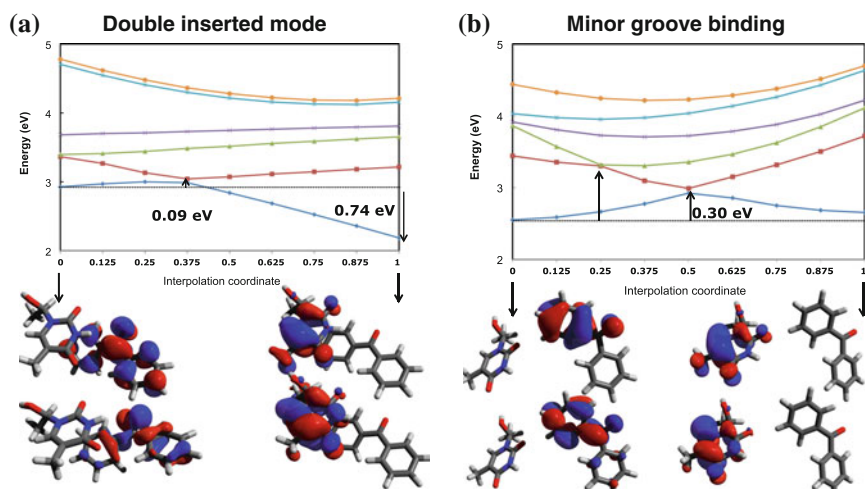 (a) Double inserted mode
5
4
3
2
Energy (eV)
0.09 eV
0.74 eV
0 0.125 0.25 0.375 0.5 0.625 0.75 0.875 1
Interpolation coordinate
(b) Minor groove binding
5
4
3
2
Energy (eV)
0.30 eV
0 0.125 0.25 0.375 0.5 0.625 0.75 0.875 1
Interpolation coordinate